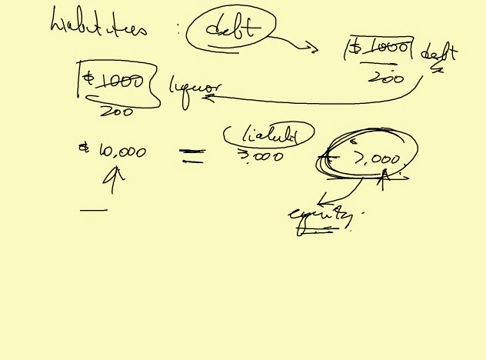 Liabilities : debt
$1000 debt
200
$1000 liquor
200
$10,000 = liability + 7,000
3,000
equity.